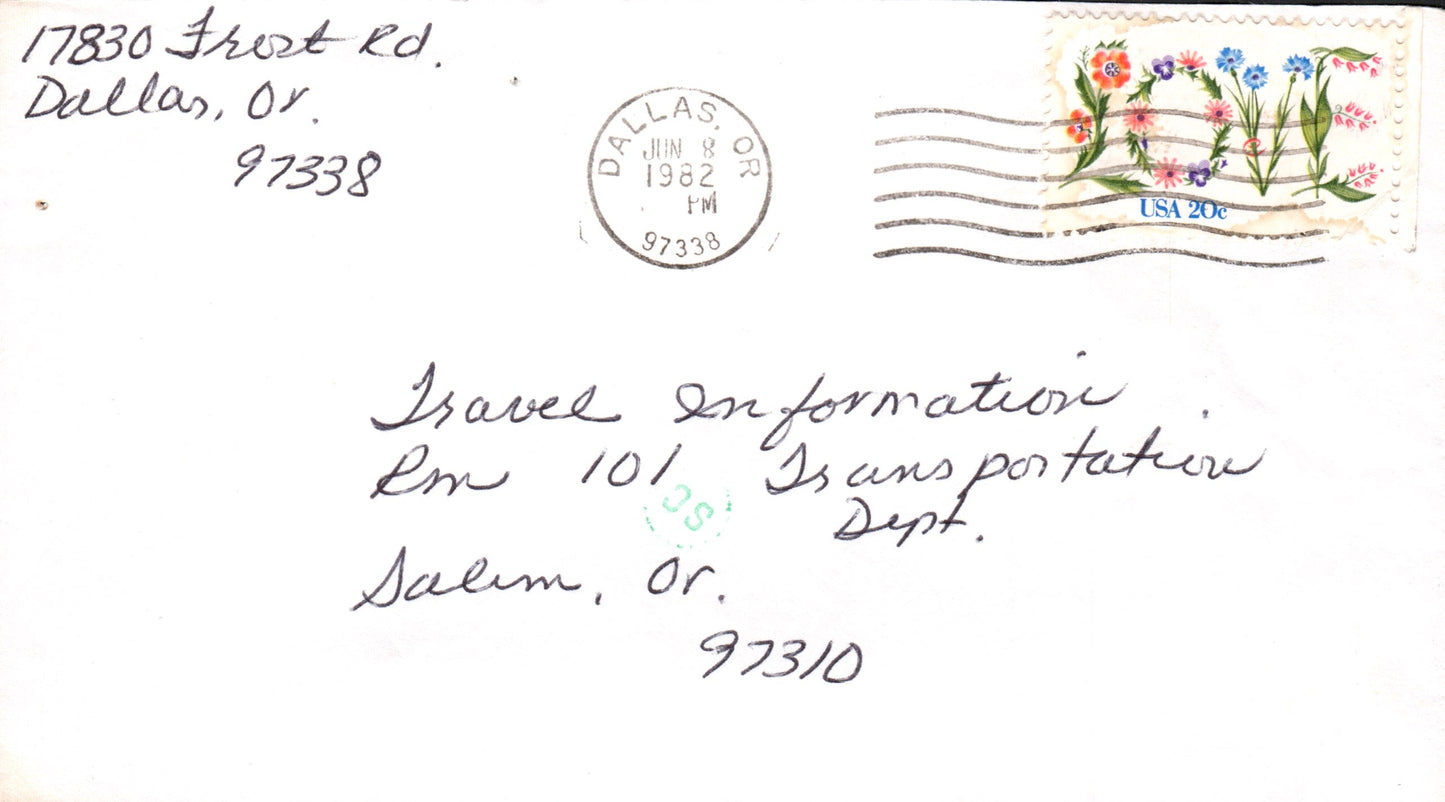 17830 Frost Rd.
Dallas, Or.
97338
DALLAS, OR
JUN 8
1982
PM
97338
LOVE
USA 20c
Travel Information
Rm 101 Transportation
Dept.
Salem, Or.
97310